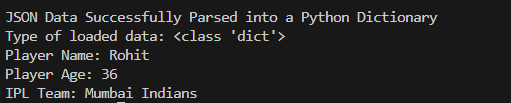 JSON Data Successfully Parsed into a Python Dictionary
Type of loaded data: <class 'dict'>
Player Name: Rohit
Player Age: 36
IPL Team: Mumbai Indians